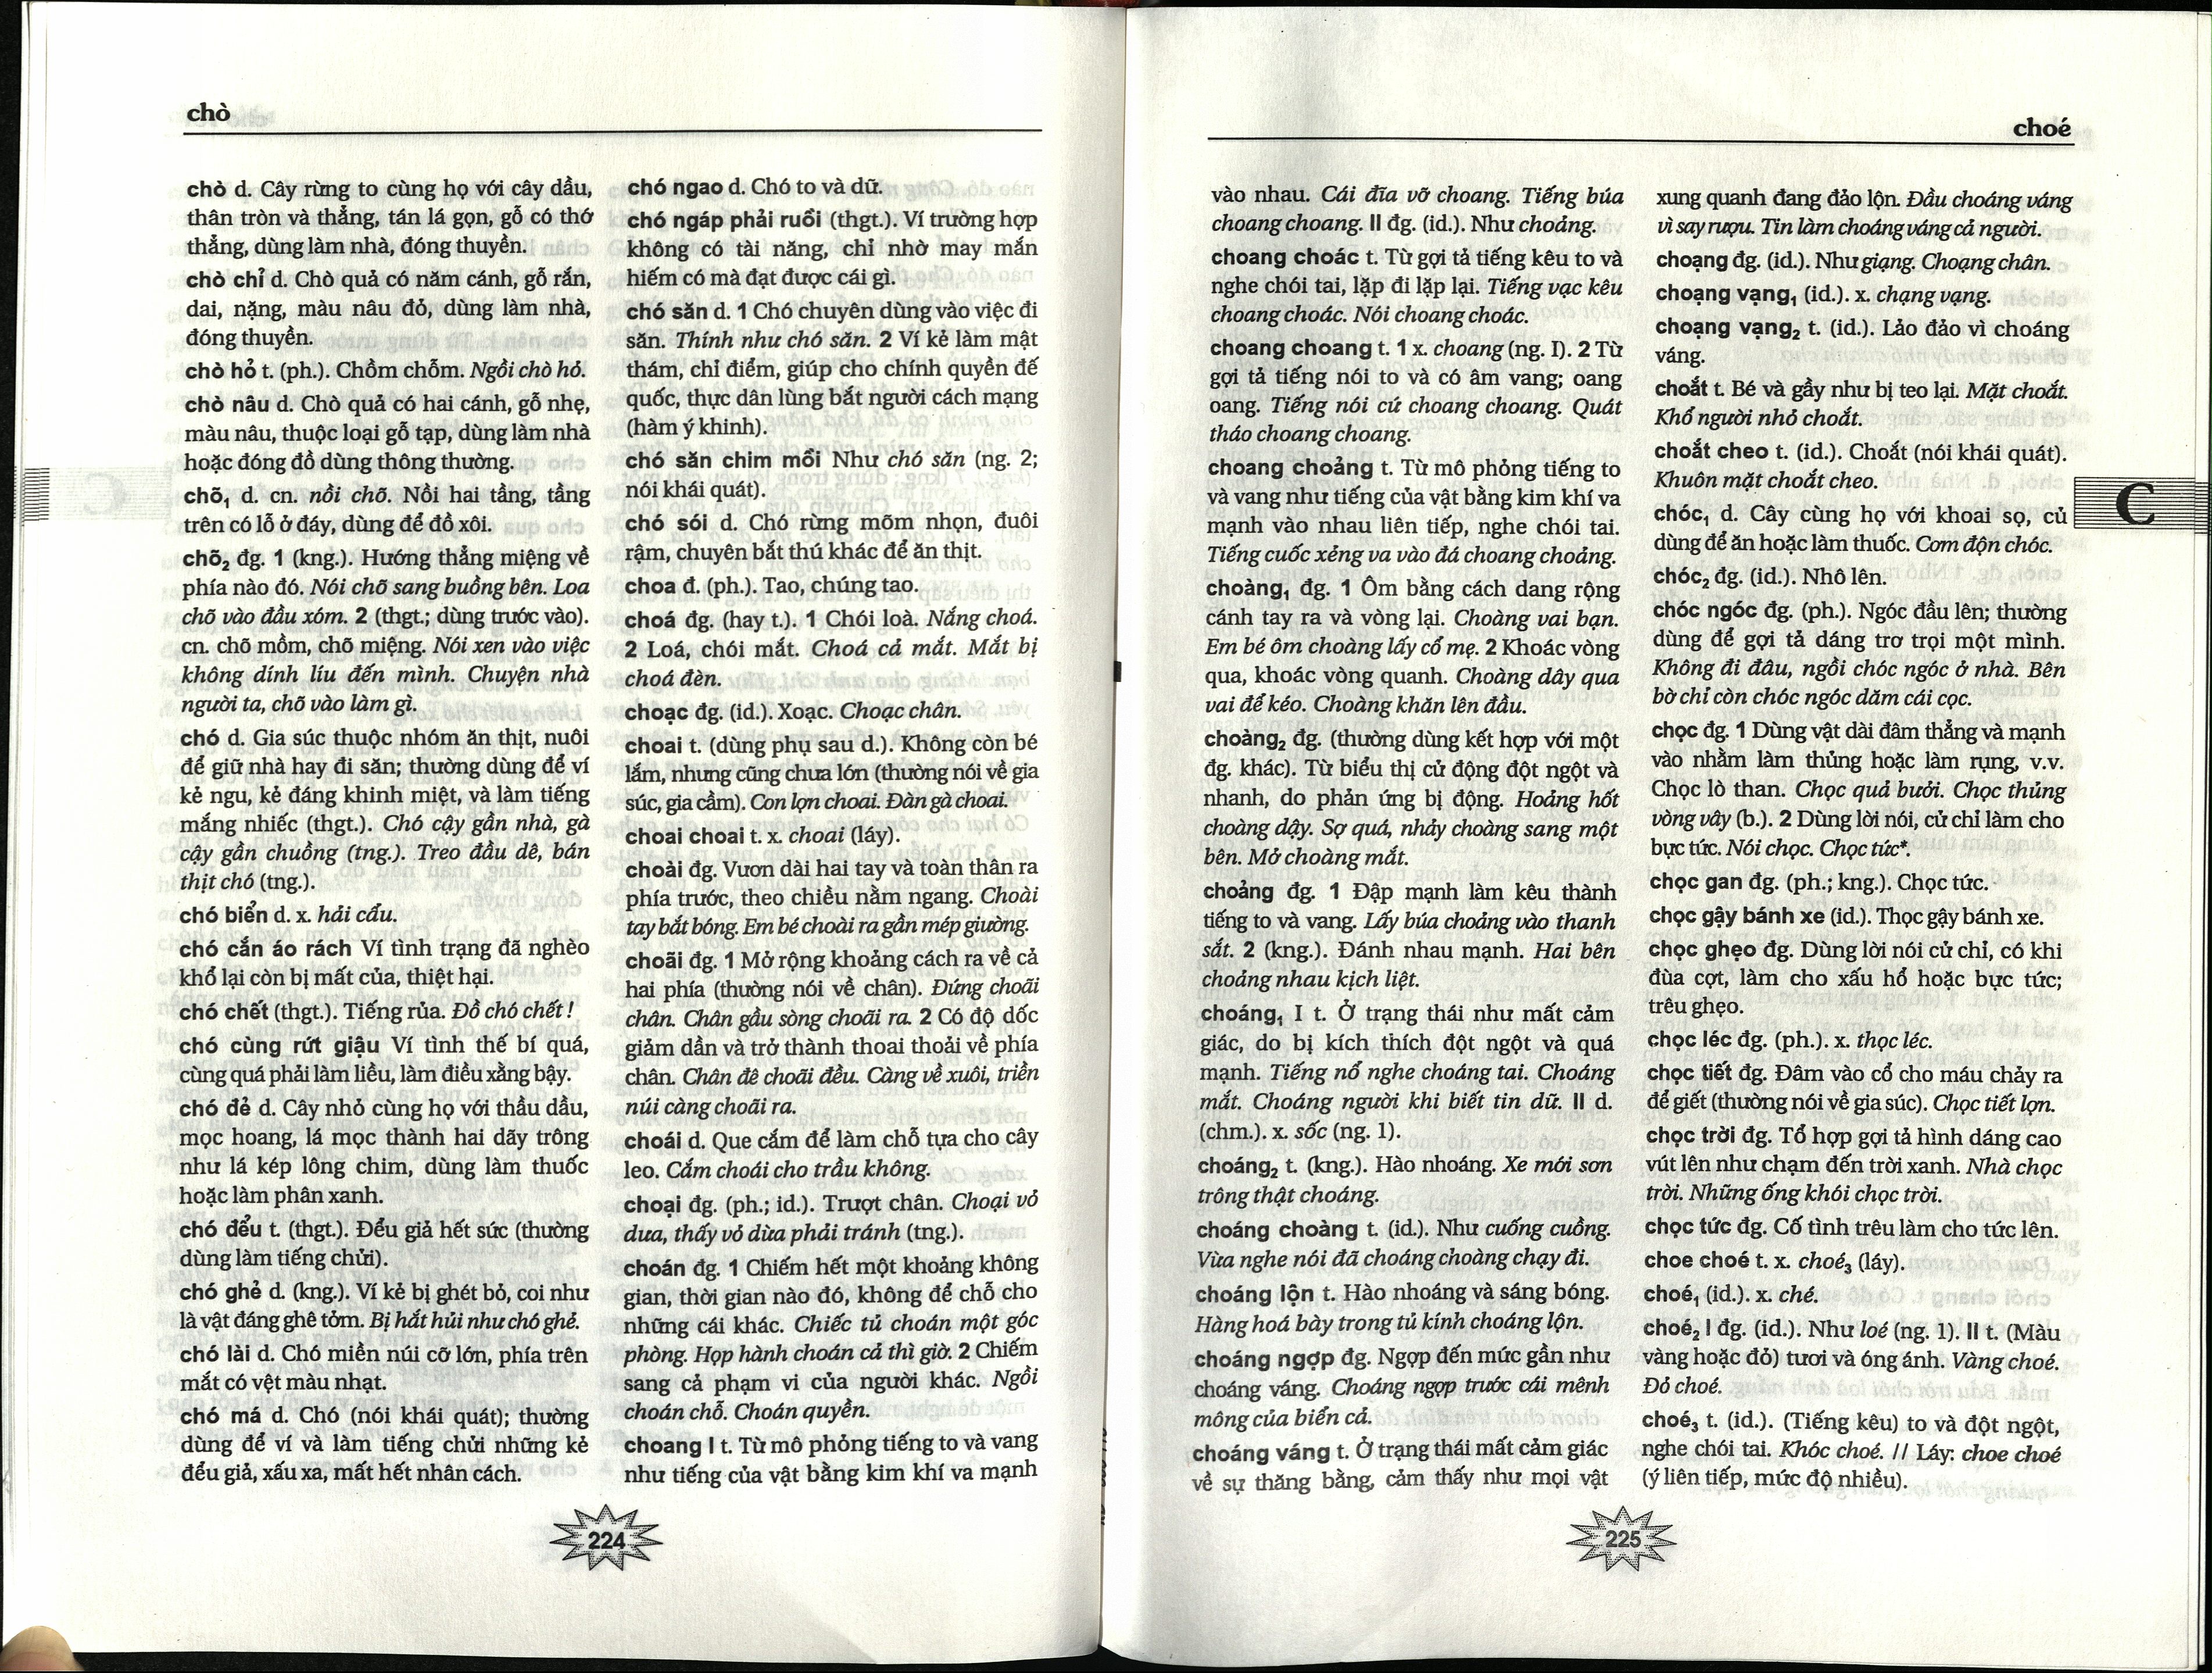 chò
chò d. Cây rừng to cùng họ với cây dầu,
thân tròn và thẳng, tán lá gọn, gỗ có thớ
thẳng, dùng làm nhà, đóng thuyền.
chò chỉ d. Chò quả có năm cánh, gỗ rắn,
dai, nặng, màu nâu đỏ, dùng làm nhà,
đóng thuyền.
chò hỏ t. (ph.). Chồm chỗm. Ngồi chò hỏ.
chò nâu d. Chò quả có hai cánh, gỗ nhẹ,
màu nâu, thuộc loại gỗ tạp, dùng làm nhà
hoặc đóng đồ dùng thông thường.
chõ₁ d. cn. nồi chõ. Nồi hai tầng, tầng
trên có lỗ ở đáy, dùng để đồ xôi.
chõ₂ đg. 1 (kng.). Hướng thẳng miệng về
phía nào đó. Nói chõ sang buồng bên. Loa
chõ vào đầu xóm. 2 (thgt.; dùng trước vào).
cn. chõ mồm, chõ miệng. Nói xen vào việc
không dính líu đến mình. Chuyện nhà
người ta, chõ vào làm gì.
chó d. Gia súc thuộc nhóm ăn thịt, nuôi
để giữ nhà hay đi săn; thường dùng để ví
kẻ ngu, kẻ đáng khinh miệt, và làm tiếng
mắng nhiếc (thgt.). Chó cậy gần nhà, gà
cậy gần chuồng (tng.). Treo đầu dê, bán
thịt chó (tng.).
chó biển d. x. hải cẩu.
chó cắn áo rách Ví tình trạng đã nghèo
khổ lại còn bị mất của, thiệt hại.
chó chết (thgt.). Tiếng rủa. Đồ chó chết !
chó cùng rứt giậu Ví tình thế bí quá,
cùng quá phải làm liều, làm điều xằng bậy.
chó đẻ d. Cây nhỏ cùng họ với thầu dầu,
mọc hoang, lá mọc thành hai dãy trông
như lá kép lông chim, dùng làm thuốc
hoặc làm phân xanh.
chó đểu t. (thgt.). Đểu giả hết sức (thường
dùng làm tiếng chửi).
chó ghẻ d. (kng.). Ví kẻ bị ghét bỏ, coi như
là vật đáng ghê tởm. Bị hắt hủi như chó ghẻ.
chó lài d. Chó miền núi cỡ lớn, phía trên
mắt có vệt màu nhạt.
chó má d. Chó (nói khái quát); thường
dùng để ví và làm tiếng chửi những kẻ
đểu giả, xấu xa, mất hết nhân cách.
chó ngao d. Chó to và dữ.
chó ngáp phải ruồi (thgt.). Ví trường hợp
không có tài năng, chỉ nhờ may mắn
hiếm có mà đạt được cái gì.
chó săn d. 1 Chó chuyên dùng vào việc đi
săn. Thính như chó săn. 2 Ví kẻ làm mật
thám, chỉ điểm, giúp cho chính quyền đế
quốc, thực dân lùng bắt người cách mạng
(hàm ý khinh).
chó săn chim mồi Như chó săn (ng. 2;
nói khái quát).
chó sói d. Chó rừng mõm nhọn, đuôi
rậm, chuyên bắt thú khác để ăn thịt.
choa đ. (ph.). Tao, chúng tao.
choá đg. (hay t.). 1 Chói loà. Nắng choá.
2 Loá, chói mắt. Choá cả mắt. Mắt bị
choá đèn.
choạc đg. (id.). Xoạc. Choạc chân.
choai t. (dùng phụ sau d.). Không còn bé
lắm, nhưng cũng chưa lớn (thường nói về gia
súc, gia cầm). Con lợn choai. Đàn gà choai.
choai choai t. x. choai (láy).
choài đg. Vươn dài hai tay và toàn thân ra
phía trước, theo chiều nằm ngang. Choài
tay bắt bóng. Em bé choài ra gần mép giường.
choãi đg. 1 Mở rộng khoảng cách ra về cả
hai phía (thường nói về chân). Đứng choãi
chân. Chân gầu sòng choãi ra. 2 Có độ dốc
giảm dần và trở thành thoai thoải về phía
chân. Chân đê choãi đều. Càng về xuôi, triền
núi càng choãi ra.
choái d. Que cắm để làm chỗ tựa cho cây
leo. Cắm choái cho trầu không.
choại đg. (ph.; id.). Trượt chân. Choại vỏ
dưa, thấy vỏ dừa phải tránh (tng.).
choán đg. 1 Chiếm hết một khoảng không
gian, thời gian nào đó, không để chỗ cho
những cái khác. Chiếc tủ choán một góc
phòng. Họp hành choán cả thì giờ. 2 Chiếm
sang cả phạm vi của người khác. Ngồi
choán chỗ. Choán quyền.
choang I t. Từ mô phỏng tiếng to và vang
như tiếng của vật bằng kim khí va mạnh
224
choé
vào nhau. Cái đĩa vỡ choang. Tiếng búa
choang choang. II đg. (id.). Như choảng.
choang choác t. Từ gợi tả tiếng kêu to và
nghe chói tai, lặp đi lặp lại. Tiếng vạc kêu
choang choác. Nói choang choác.
choang choang t. 1 x. choang (ng. I). 2 Từ
gợi tả tiếng nói to và có âm vang; oang
oang. Tiếng nói cứ choang choang. Quát
tháo choang choang.
choang choảng t. Từ mô phỏng tiếng to
và vang như tiếng của vật bằng kim khí va
mạnh vào nhau liên tiếp, nghe chói tai.
Tiếng cuốc xẻng va vào đá choang choảng.
choàng₁ đg. 1 Ôm bằng cách dang rộng
cánh tay ra và vòng lại. Choàng vai bạn.
Em bé ôm choàng lấy cổ mẹ. 2 Khoác vòng
qua, khoác vòng quanh. Choàng dây qua
vai để kéo. Choàng khăn lên đầu.
choàng₂ đg. (thường dùng kết hợp với một
đg. khác). Từ biểu thị cử động đột ngột và
nhanh, do phản ứng bị động. Hoảng hốt
choàng dậy. Sợ quá, nhảy choàng sang một
bên. Mở choàng mắt.
choảng đg. 1 Đập mạnh làm kêu thành
tiếng to và vang. Lấy búa choảng vào thanh
sắt. 2 (kng.). Đánh nhau mạnh. Hai bên
choảng nhau kịch liệt.
choáng₁ I t. Ở trạng thái như mất cảm
giác, do bị kích thích đột ngột và quá
mạnh. Tiếng nổ nghe choáng tai. Choáng
mắt. Choáng người khi biết tin dữ. II d.
(chm.). x. sốc (ng. 1).
choáng₂ t. (kng.). Hào nhoáng. Xe mới sơn
trông thật choáng.
choáng choàng t. (id.). Như cuống cuồng.
Vừa nghe nói đã choáng choàng chạy đi.
choáng lộn t. Hào nhoáng và sáng bóng.
Hàng hoá bày trong tủ kính choáng lộn.
choáng ngợp đg. Ngợp đến mức gần như
choáng váng. Choáng ngợp trước cái mênh
mông của biển cả.
choáng váng t. Ở trạng thái mất cảm giác
về sự thăng bằng, cảm thấy như mọi vật
xung quanh đang đảo lộn. Đầu choáng váng
vì say rượu. Tin làm choáng váng cả người.
choạng đg. (id.). Như giạng. Choạng chân.
choạng vạng₁ (id.). x. chạng vạng.
choạng vạng₂ t. (id.). Lảo đảo vì choáng
váng.
choắt t. Bé và gầy như bị teo lại. Mặt choắt.
Khổ người nhỏ choắt.
choắt cheo t. (id.). Choắt (nói khái quát).
Khuôn mặt choắt cheo.
chóc₁ d. Cây cùng họ với khoai sọ, củ
dùng để ăn hoặc làm thuốc. Cơm độn chóc.
chóc₂ đg. (id.). Nhô lên.
chóc ngóc đg. (ph.). Ngóc đầu lên; thường
dùng để gợi tả dáng trơ trọi một mình.
Không đi đâu, ngồi chóc ngóc ở nhà. Bên
bờ chỉ còn chóc ngóc dăm cái cọc.
chọc đg. 1 Dùng vật dài đâm thẳng và mạnh
vào nhằm làm thủng hoặc làm rụng, v.v.
Chọc lò than. Chọc quả bưởi. Chọc thủng
vòng vây (b.). 2 Dùng lời nói, cử chỉ làm cho
bực tức. Nói chọc. Chọc tức*.
chọc gan đg. (ph.; kng.). Chọc tức.
chọc gậy bánh xe (id.). Thọc gậy bánh xe.
chọc ghẹo đg. Dùng lời nói cử chỉ, có khi
đùa cợt, làm cho xấu hổ hoặc bực tức;
trêu ghẹo.
chọc léc đg. (ph.). x. thọc léc.
chọc tiết đg. Đâm vào cổ cho máu chảy ra
để giết (thường nói về gia súc). Chọc tiết lợn.
chọc trời đg. Tổ hợp gợi tả hình dáng cao
vút lên như chạm đến trời xanh. Nhà chọc
trời. Những ống khói chọc trời.
chọc tức đg. Cố tình trêu làm cho tức lên.
choe choé t. x. choé₃ (láy).
choé₁ (id.). x. ché.
choé₂ I đg. (id.). Như loé (ng. 1). II t. (Màu
vàng hoặc đỏ) tươi và óng ánh. Vàng choé.
Đỏ choé.
choé₃ t. (id.). (Tiếng kêu) to và đột ngột,
nghe chói tai. Khóc choé. // Láy: choe choé
(ý liên tiếp, mức độ nhiều).
C
225